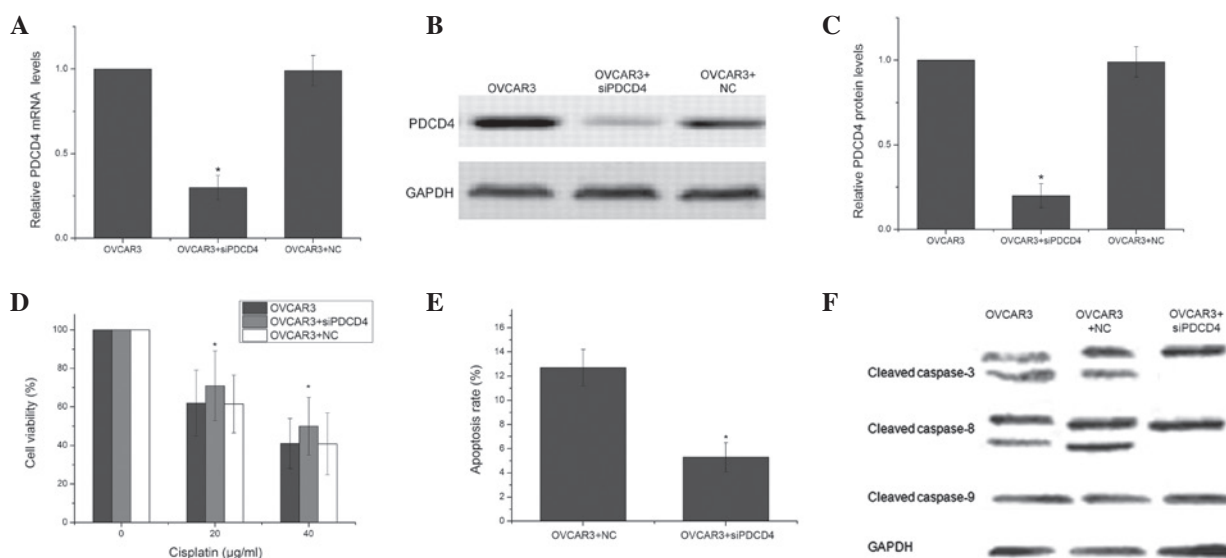 A
Relative PDCD4 mRNA levels
1.0
0.5
0.0
*
OVCAR3
OVCAR3+siPDCD4
OVCAR3+NC
B
OVCAR3
OVCAR3+
siPDCD4
OVCAR3+
NC
PDCD4
GAPDH
C
Relative PDCD4 protein levels
1.0
0.5
0.0
*
OVCAR3
OVCAR3+siPDCD4
OVCAR3+NC
D
OVCAR3
OVCAR3+siPDCD4
OVCAR3+NC
Cell viability (%)
100
80
60
40
20
0
*
*
0
20
40
Cisplatin (µg/ml)
E
Apoptosis rate (%)
16
14
12
10
8
6
4
2
0
*
OVCAR3+NC
OVCAR3+siPDCD4
F
OVCAR3
OVCAR3
+NC
OVCAR3+
siPDCD4
Cleaved caspase-3
Cleaved caspase-8
Cleaved caspase-9
GAPDH